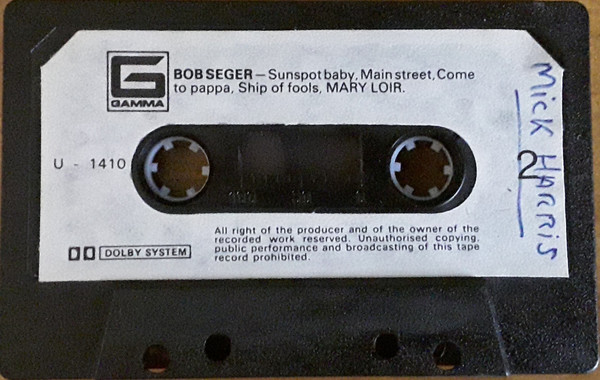 G
GAMMA
BOB SEGER — Sunspot baby, Main street, Come
to pappa, Ship of fools, MARY LOIR.
U - 1410
2
MICK HARRIS
DOLBY SYSTEM
All right of the producer and of the owner of the
recorded work reserved. Unauthorised copying,
public performance and broadcasting of this tape
record prohibited.